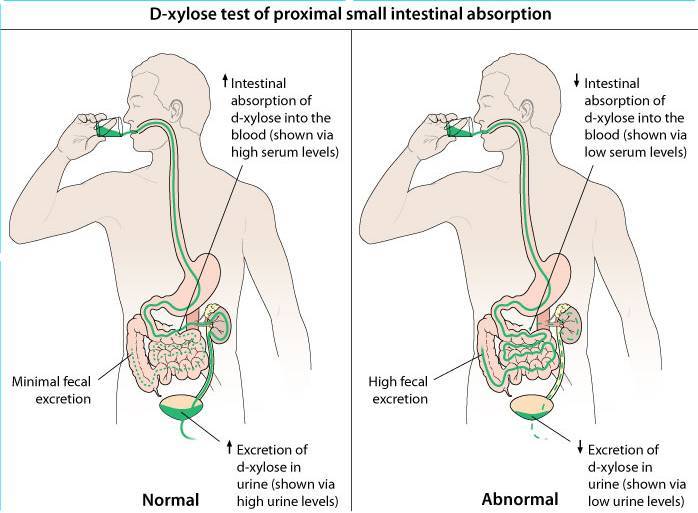 D-xylose test of proximal small intestinal absorption
↑ Intestinal
absorption of
d-xylose into the
blood (shown via
high serum levels)
Minimal fecal
excretion
↑ Excretion of
d-xylose in
urine (shown via
high urine levels)
Normal
↓ Intestinal
absorption of
d-xylose into the
blood (shown via
low serum levels)
High fecal
excretion
↓ Excretion of
d-xylose in
urine (shown via
low urine levels)
Abnormal